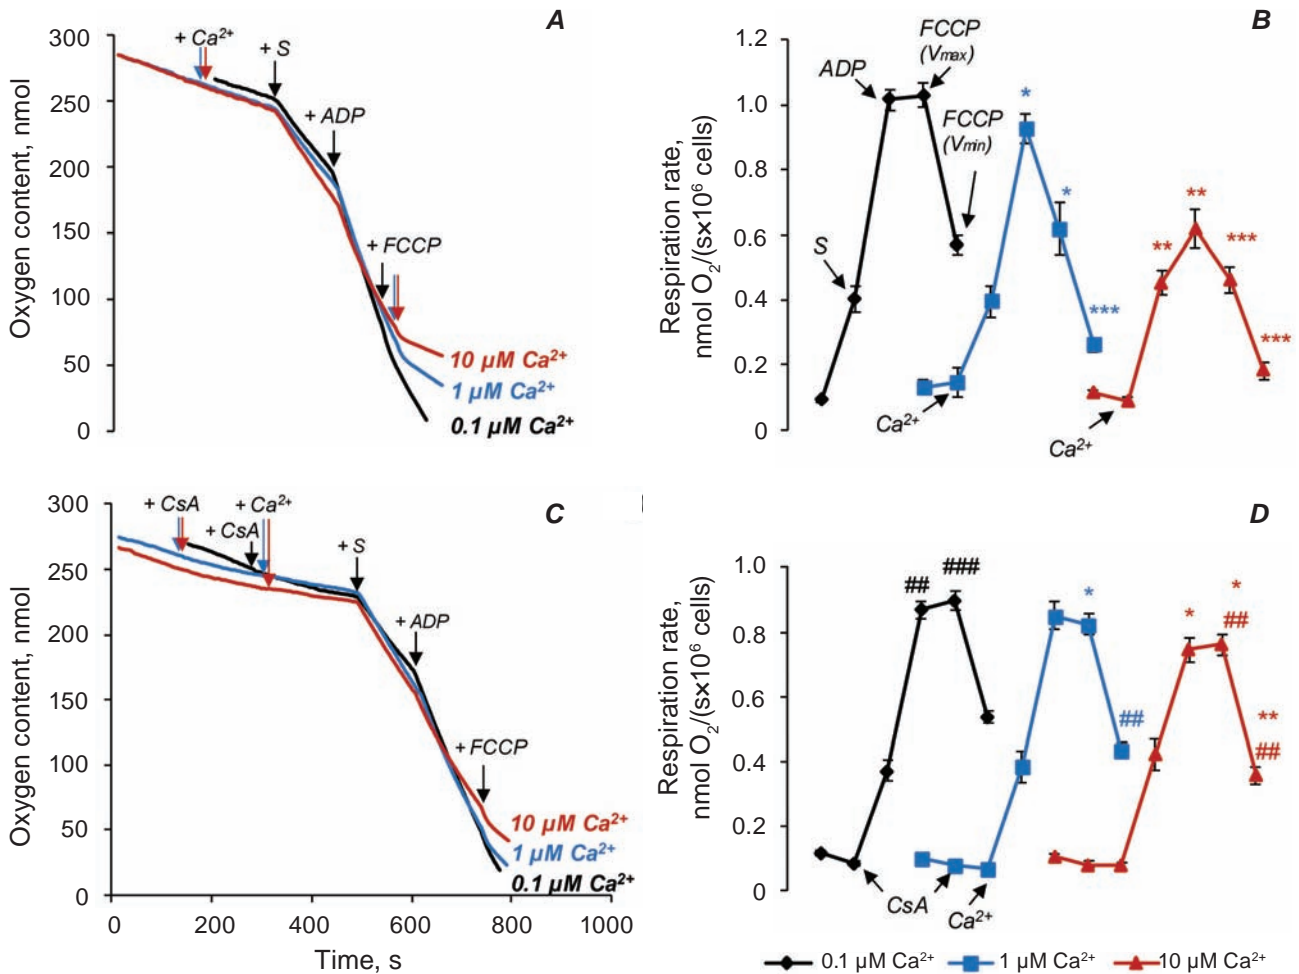 A
300
250
200
150
100
50
0
Oxygen content, nmol
+ Ca²⁺
+ S
+ ADP
+ FCCP
10 µM Ca²⁺
1 µM Ca²⁺
0.1 µM Ca²⁺
B
1.2
1.0
0.8
0.6
0.4
0.2
0
Respiration rate,
nmol O₂/(s×10⁶ cells)
ADP
FCCP
(Vmax)
FCCP
(Vmin)
S
Ca²⁺
*
*
***
Ca²⁺
**
**
***
***
C
300
250
200
150
100
50
0
Oxygen content, nmol
+ CsA
+ Ca²⁺
+ CsA
+ S
+ ADP
+ FCCP
10 µM Ca²⁺
1 µM Ca²⁺
0.1 µM Ca²⁺
0 200 400 600 800 1000
Time, s
D
1.0
0.8
0.6
0.4
0.2
0
Respiration rate,
nmol O₂/(s×10⁶ cells)
##
###
*
##
*
*
##
**
##
CsA
Ca²⁺
0.1 µM Ca²⁺ 1 µM Ca²⁺ 10 µM Ca²⁺